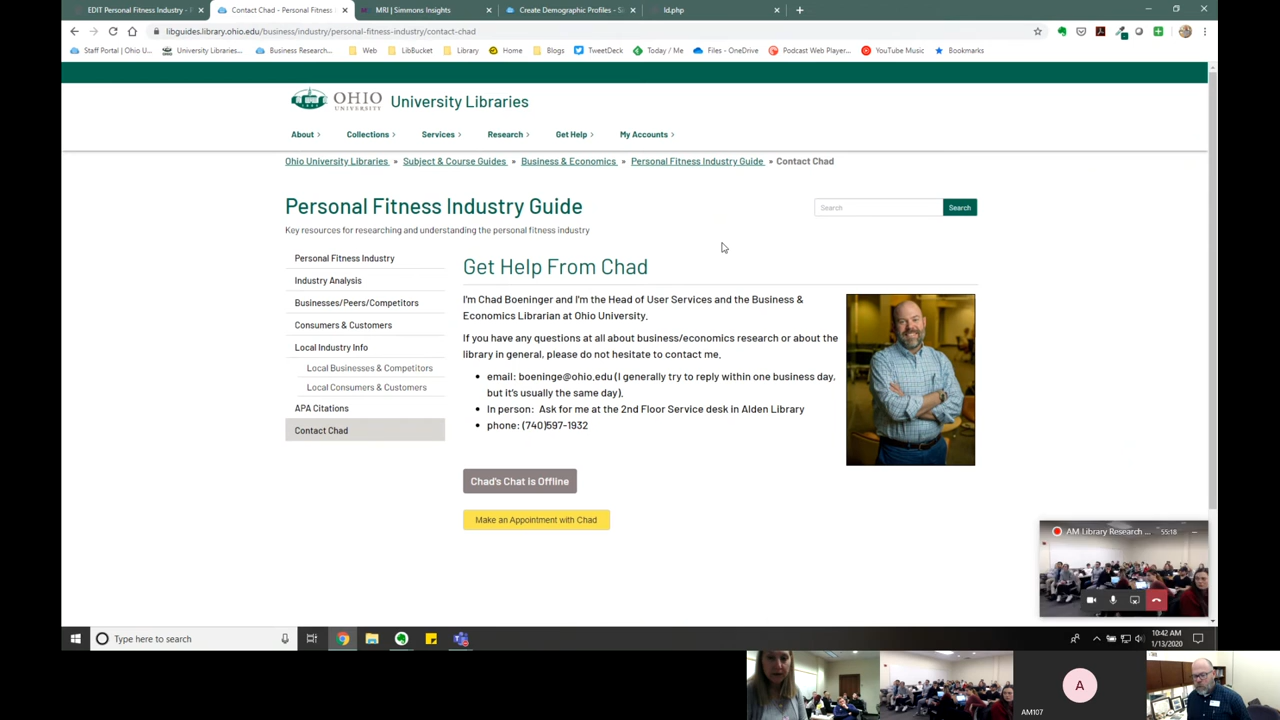 EDIT Personal Fitness Industry -
Contact Chad - Personal Fitness
MRI | Simmons Insights
Create Demographic Profiles - Si
ld.php
libguides.library.ohio.edu/business/industry/personal-fitness-industry/contact-chad
Staff Portal | Ohio U...
University Libraries...
Business Research...
Web
LibBucket
Library
Home
Blogs
TweetDeck
Today / Me
Files - OneDrive
Podcast Web Player...
YouTube Music
Bookmarks
OHIO UNIVERSITY
University Libraries
About
Collections
Services
Research
Get Help
My Accounts
Ohio University Libraries » Subject & Course Guides » Business & Economics » Personal Fitness Industry Guide » Contact Chad
Personal Fitness Industry Guide
Search
Search
Key resources for researching and understanding the personal fitness industry
Personal Fitness Industry
Industry Analysis
Businesses/Peers/Competitors
Consumers & Customers
Local Industry Info
Local Businesses & Competitors
Local Consumers & Customers
APA Citations
Contact Chad
Get Help From Chad
I'm Chad Boeninger and I'm the Head of User Services and the Business &
Economics Librarian at Ohio University.
If you have any questions at all about business/economics research or about the
library in general, please do not hesitate to contact me.
• email: boeninge@ohio.edu (I generally try to reply within one business day,
but it's usually the same day).
• In person: Ask for me at the 2nd Floor Service desk in Alden Library
• phone: (740)597-1932
Chad's Chat is Offline
Make an Appointment with Chad
AM Library Research ...
55:18
Type here to search
10:42 AM
1/13/2020
A
AM107